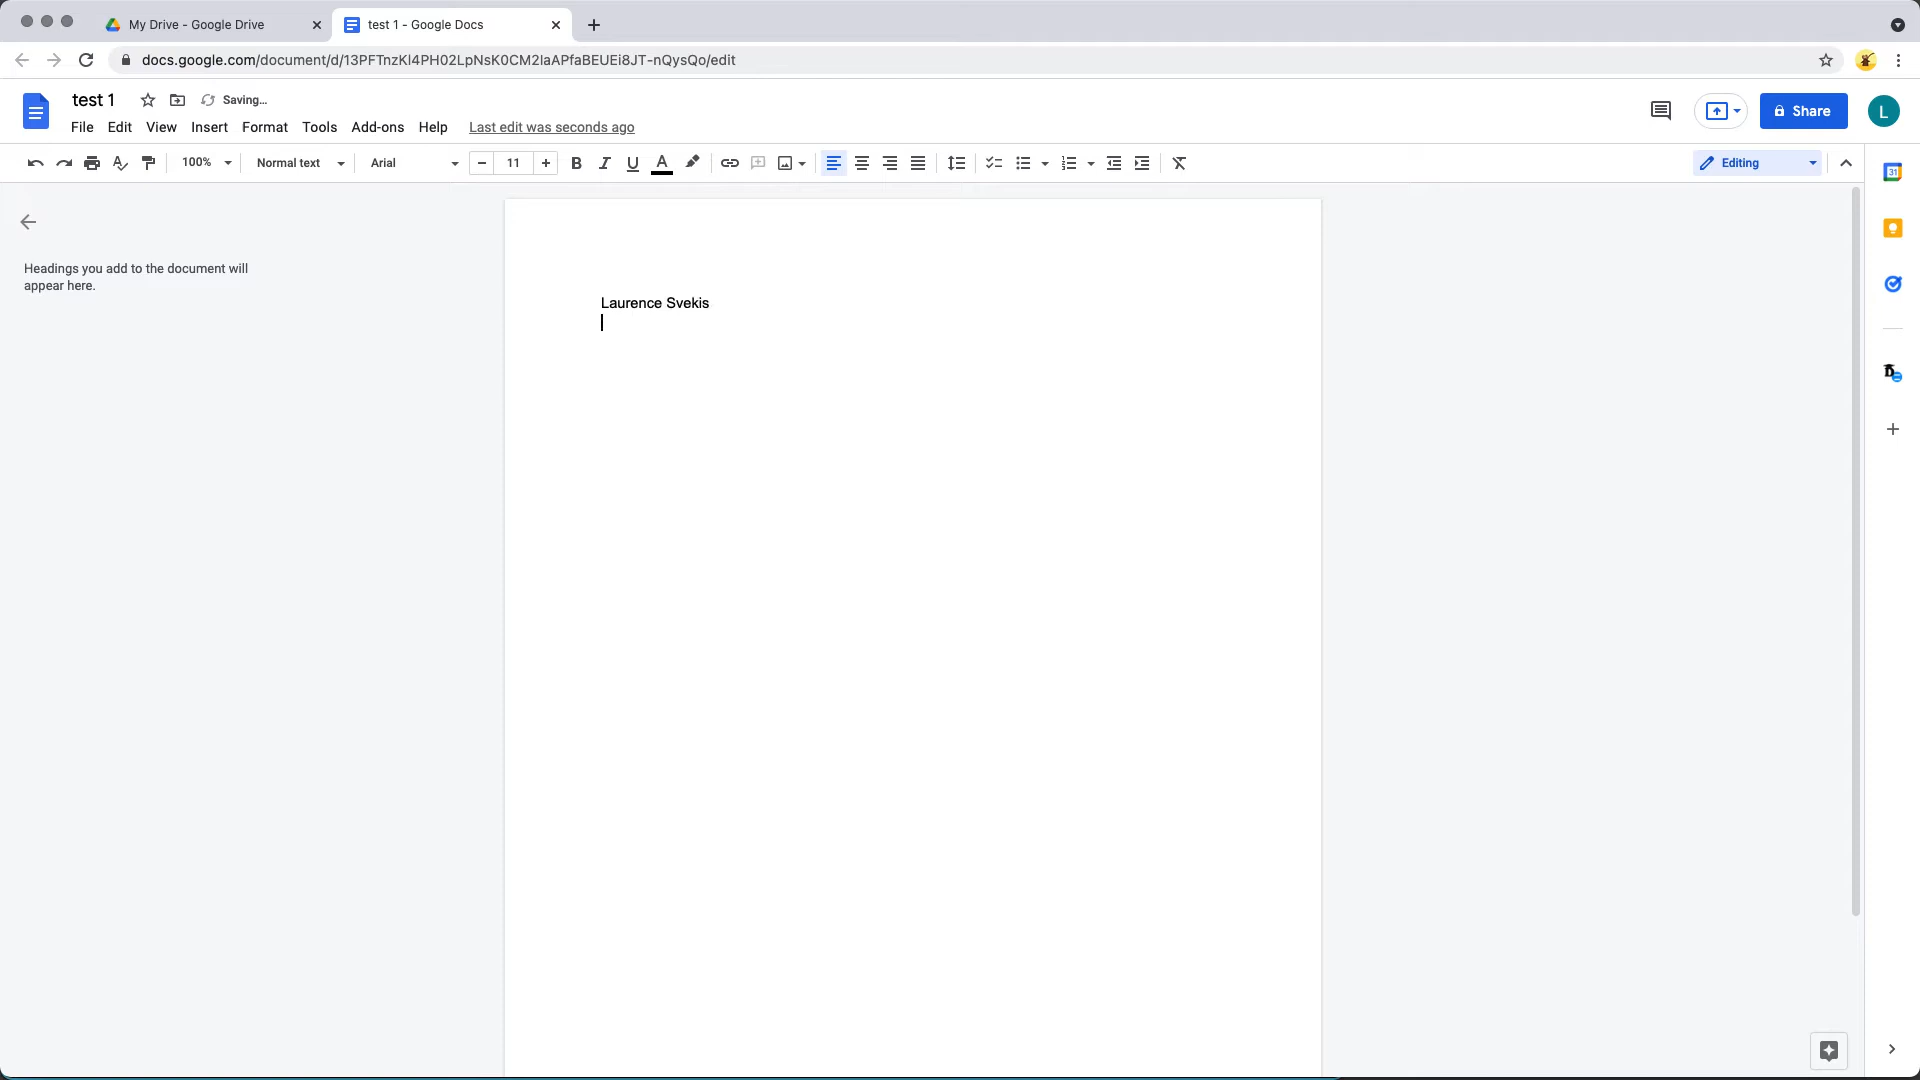 My Drive - Google Drive
test 1 - Google Docs
docs.google.com/document/d/13PFTnzKl4PH02LpNsK0CM2laAPfaBEUEi8JT-nQysQo/edit
test 1
Saving...
File Edit View Insert Format Tools Add-ons Help Last edit was seconds ago
Share
L
100% Normal text Arial 11
Editing
31
Headings you add to the document will
appear here.
Laurence Svekis